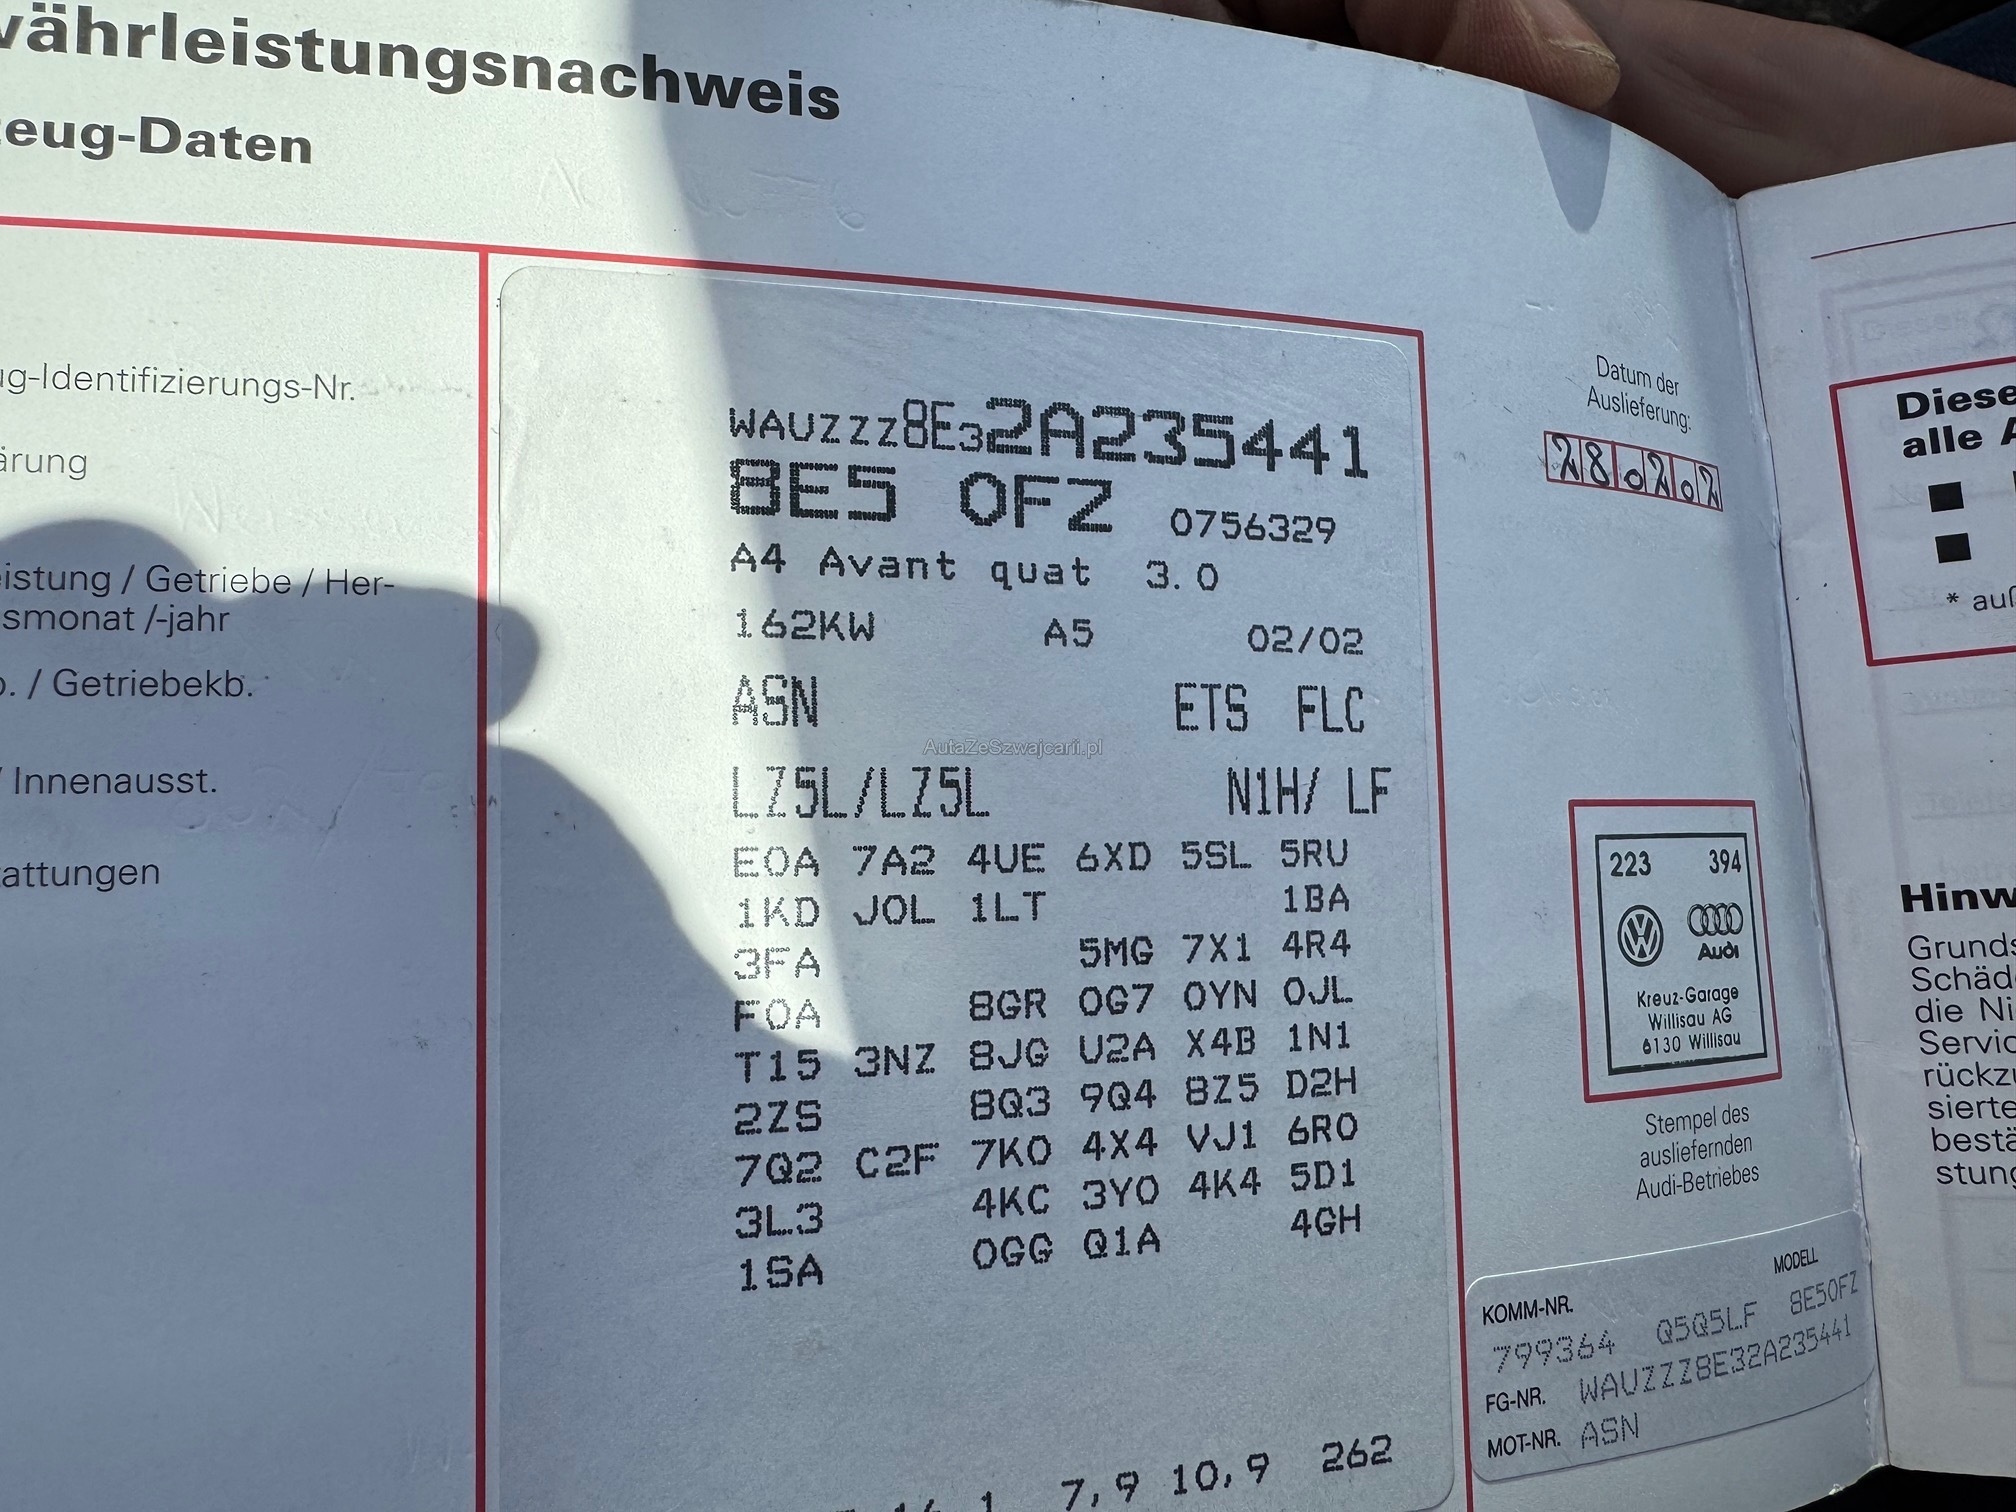 währleistungsnachweis
zeug-Daten
ug-Identifizierungs-Nr.
ärung
eistung / Getriebe / Her-
smonat /-jahr
. / Getriebekb.
/ Innenausst.
tattungen
WAUZZZ8E32A235441
8E5 0FZ 0756329
A4 Avant quat 3.0
162KW A5 02/02
ASN ETS FLC
AutaZeSzwajcarii.pl
LZ5L/LZ5L N1H/ LF
E0A 7A2 4UE 6XD 5SL 5RU
1KD J0L 1LT 1BA
3FA 5MG 7X1 4R4
F0A 8GR 0G7 0YN 0JL
T15 3NZ 8JG U2A X4B 1N1
2ZS 8Q3 9Q4 8Z5 D2H
7Q2 C2F 7K0 4X4 VJ1 6R0
3L3 4KC 3Y0 4K4 5D1
1SA 0GG Q1A 4GH
7,9 10,9 262
Datum der
Auslieferung:
28.02.02
223 394
Audi
Kreuz-Garage
Willisau AG
6130 Willisau
Stempel des
ausliefernden
Audi-Betriebes
MODELL
KOMM-NR.
799364 Q5Q5LF 8E50FZ
FG-NR. WAUZZZ8E32A235441
MOT-NR. ASN
Diese
alle A
* auß
Hinw
Grunds
Schäd
die Ni
Servic
rückzu
sierte
bestä
stung